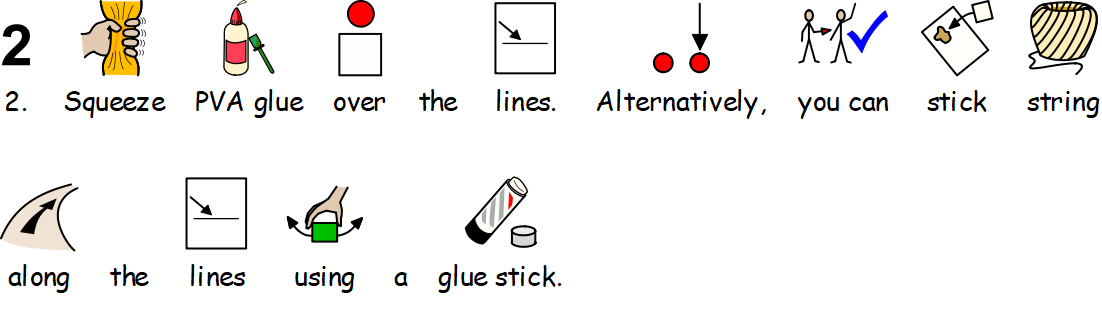 2
2. Squeeze PVA glue over the lines. Alternatively, you can stick string
along the lines using a glue stick.